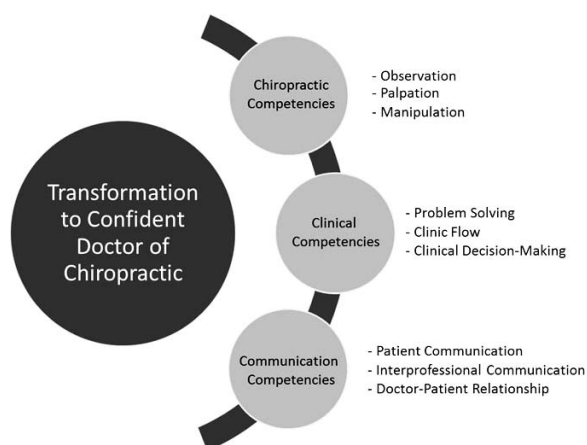 Chiropractic
Competencies
- Observation
- Palpation
- Manipulation
Transformation
to Confident
Doctor of
Chiropractic
Clinical
Competencies
- Problem Solving
- Clinic Flow
- Clinical Decision-Making
Communication
Competencies
- Patient Communication
- Interprofessional Communication
- Doctor-Patient Relationship